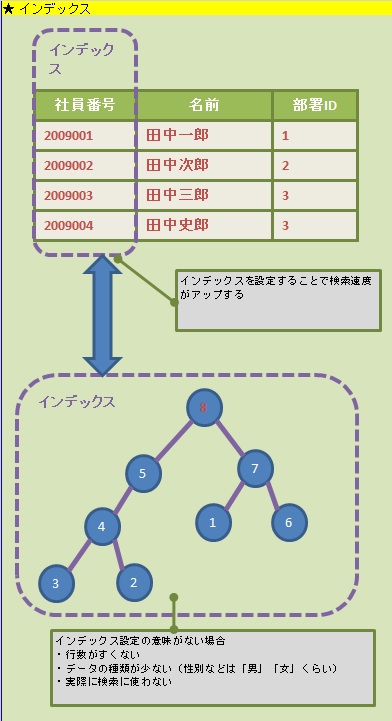 ★ インデックス
インデック
ス
社員番号 名前 部署ID
2009001 田中一郎 1
2009002 田中次郎 2
2009003 田中三郎 3
2009004 田中史郎 3
インデックスを設定することで検索速度
がアップする
インデックス
8
5 7
4 1 6
3 2
インデックス設定の意味がない場合
・行数がすくない
・データの種類が少ない（性別などは「男」「女」くらい）
・実際に検索に使わない